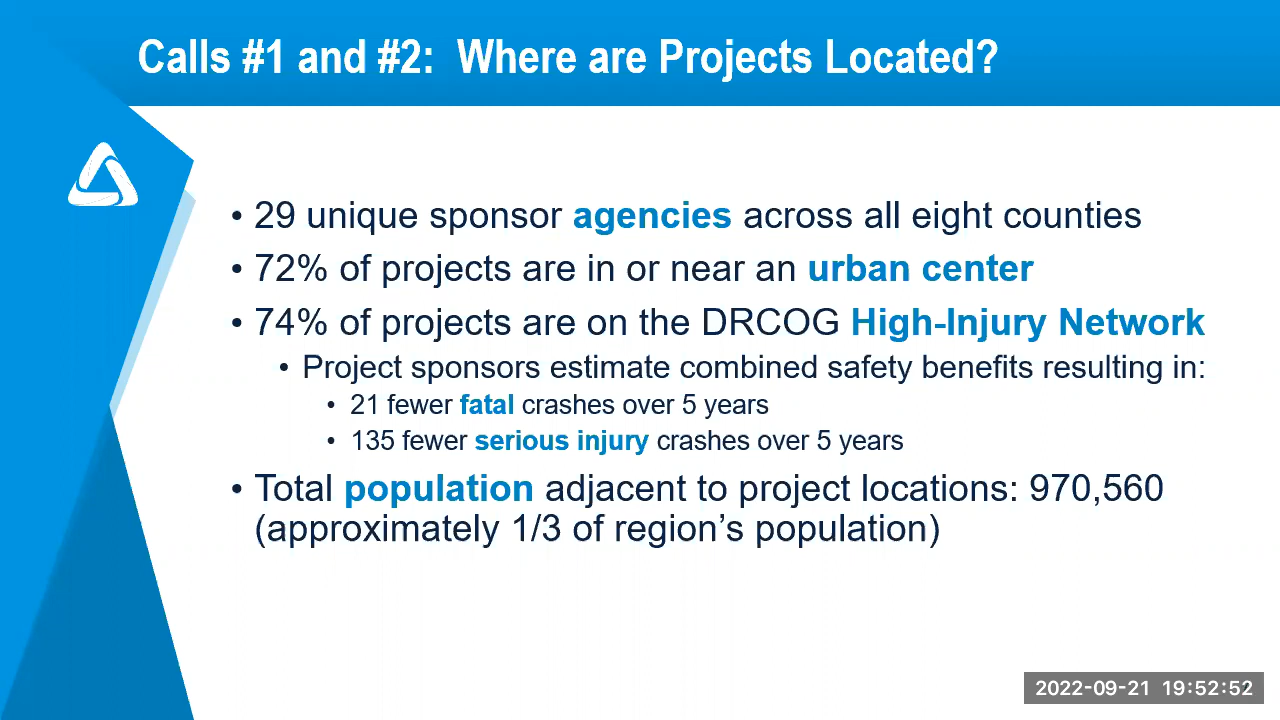 Calls #1 and #2: Where are Projects Located?
• 29 unique sponsor agencies across all eight counties
• 72% of projects are in or near an urban center
• 74% of projects are on the DRCOG High-Injury Network
• Project sponsors estimate combined safety benefits resulting in:
• 21 fewer fatal crashes over 5 years
• 135 fewer serious injury crashes over 5 years
• Total population adjacent to project locations: 970,560
(approximately 1/3 of region’s population)
2022-09-21 19:52:52